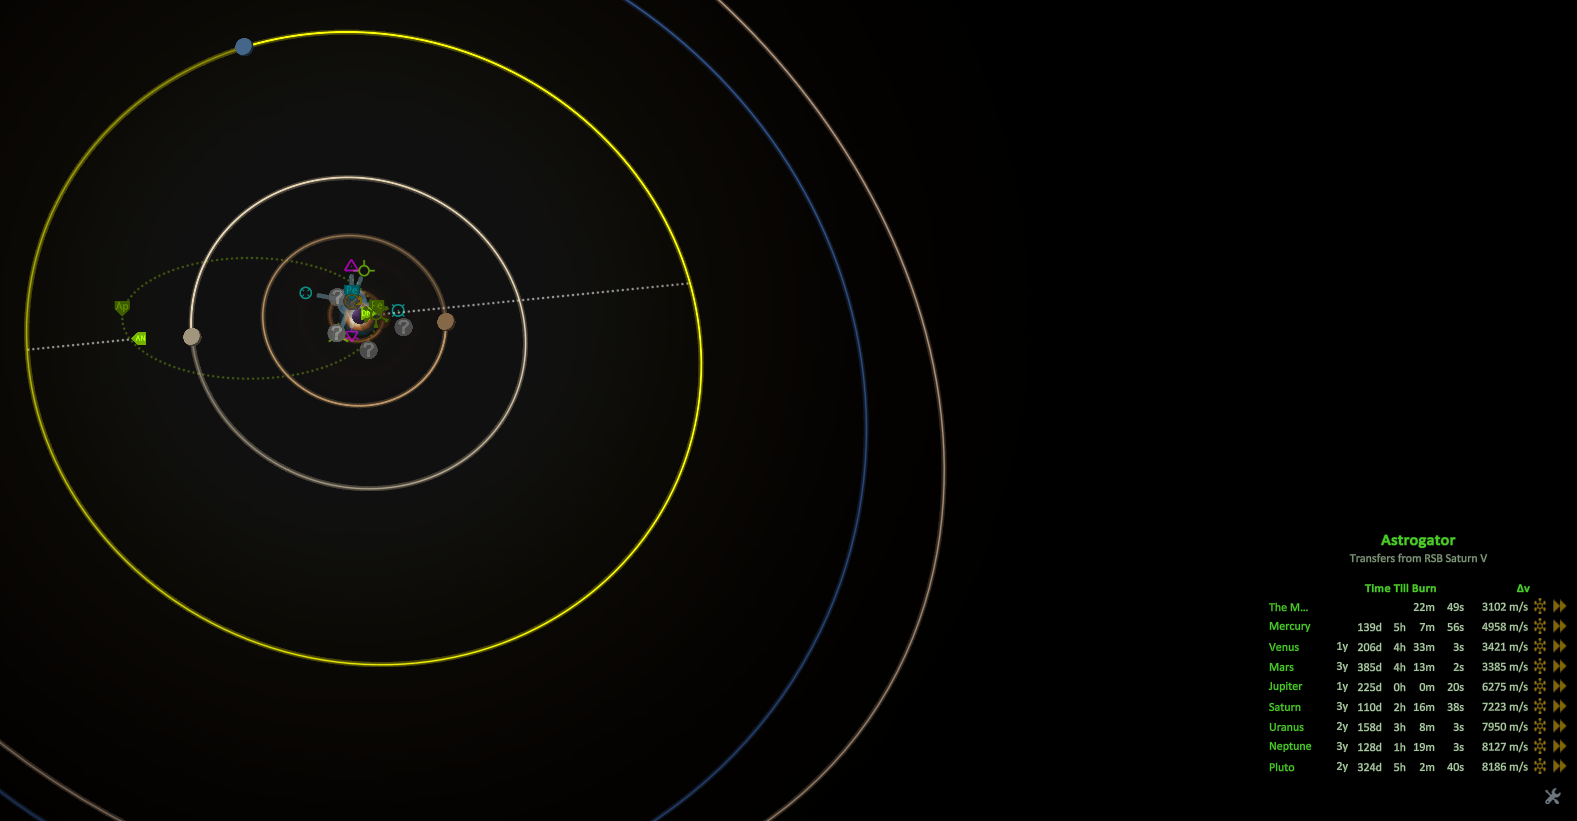 Ap
AN
Pe
?
?
?
?
Astrogator
Transfers from RSB Saturn V
Time Till Burn Δv
The M... 22m 49s 3102 m/s
Mercury 139d 5h 7m 56s 4958 m/s
Venus 1y 206d 4h 33m 3s 3421 m/s
Mars 3y 385d 4h 13m 2s 3385 m/s
Jupiter 1y 225d 0h 0m 20s 6275 m/s
Saturn 3y 110d 2h 16m 38s 7223 m/s
Uranus 2y 158d 3h 8m 3s 7950 m/s
Neptune 3y 128d 1h 19m 3s 8127 m/s
Pluto 2y 324d 5h 2m 40s 8186 m/s